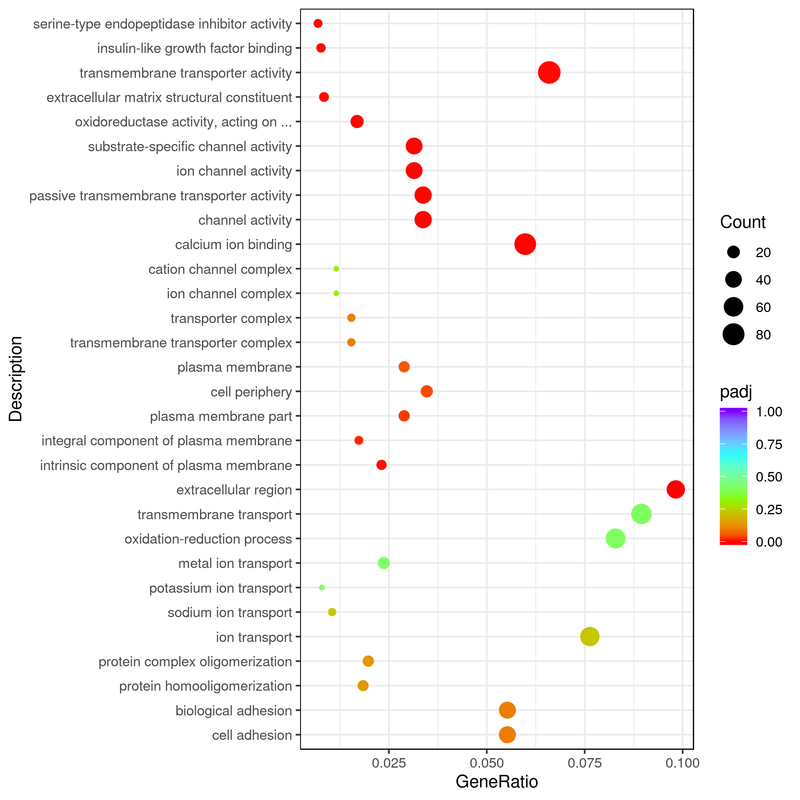 serine-type endopeptidase inhibitor activity
insulin-like growth factor binding
transmembrane transporter activity
extracellular matrix structural constituent
oxidoreductase activity, acting on ...
substrate-specific channel activity
ion channel activity
passive transmembrane transporter activity
channel activity
calcium ion binding
cation channel complex
ion channel complex
transporter complex
transmembrane transporter complex
plasma membrane
cell periphery
plasma membrane part
integral component of plasma membrane
intrinsic component of plasma membrane
extracellular region
transmembrane transport
oxidation-reduction process
metal ion transport
potassium ion transport
sodium ion transport
ion transport
protein complex oligomerization
protein homooligomerization
biological adhesion
cell adhesion
Description
0.025 0.050 0.075 0.100
GeneRatio
Count
20
40
60
80
padj
1.00
0.75
0.50
0.25
0.00